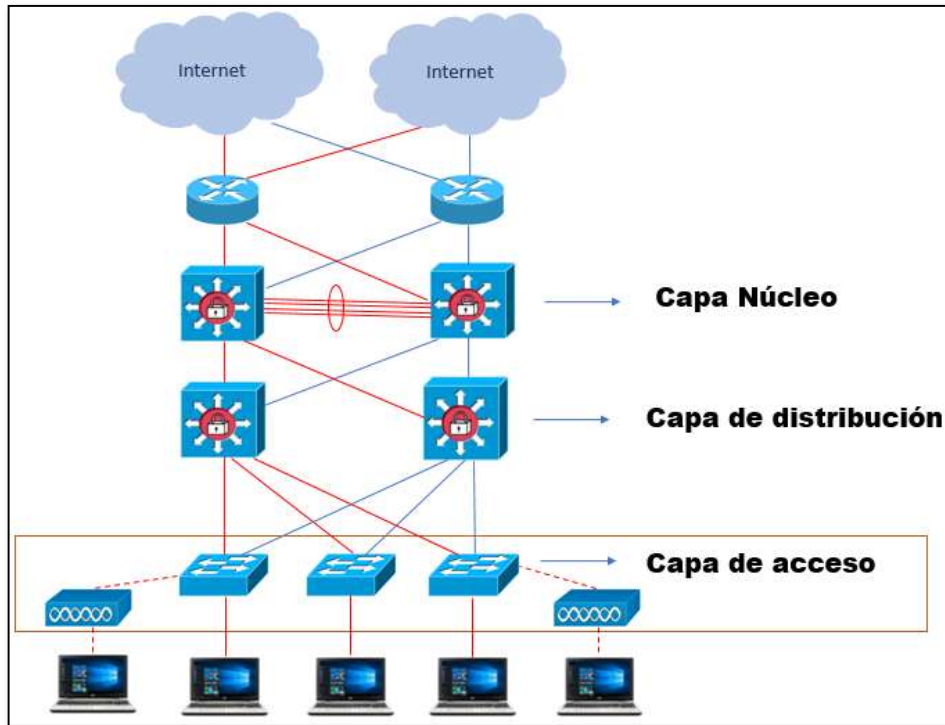 Internet
Internet
Capa Núcleo
Capa de distribución
Capa de acceso